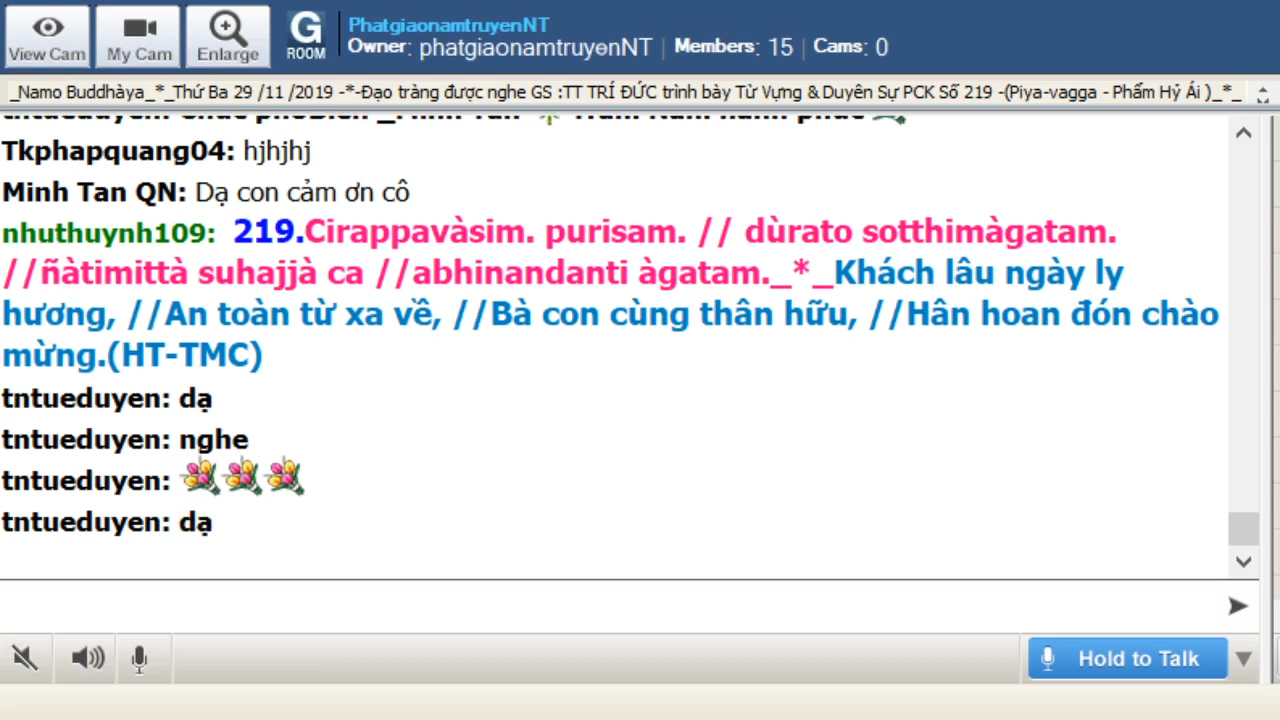 View Cam
My Cam
Enlarge
G
ROOM
PhatgiaonamtruyenNT
Owner: phatgiaonamtruyenNT | Members: 15 | Cams: 0
_Namo Buddhàya_*_Thứ Ba 29 /11 /2019 -*-Đạo tràng được nghe GS :TT TRÍ ĐỨC trình bày Từ Vựng & Duyên Sự PCK Số 219 -(Piya-vagga - Phẩm Hỷ Ái )_*_
Tkphapquang04: hjhjhj
Minh Tan QN: Dạ con cảm ơn cô
nhuthuynh109: 219.Cirappavàsim. purisam. // dùrato sotthimàgatam.
//ñàtimittà suhajjà ca //abhinandanti àgatam._*_Khách lâu ngày ly
hương, //An toàn từ xa về, //Bà con cùng thân hữu, //Hân hoan đón chào
mừng.(HT-TMC)
tntueduyen: dạ
tntueduyen: nghe
tntueduyen:
tntueduyen: dạ
Hold to Talk